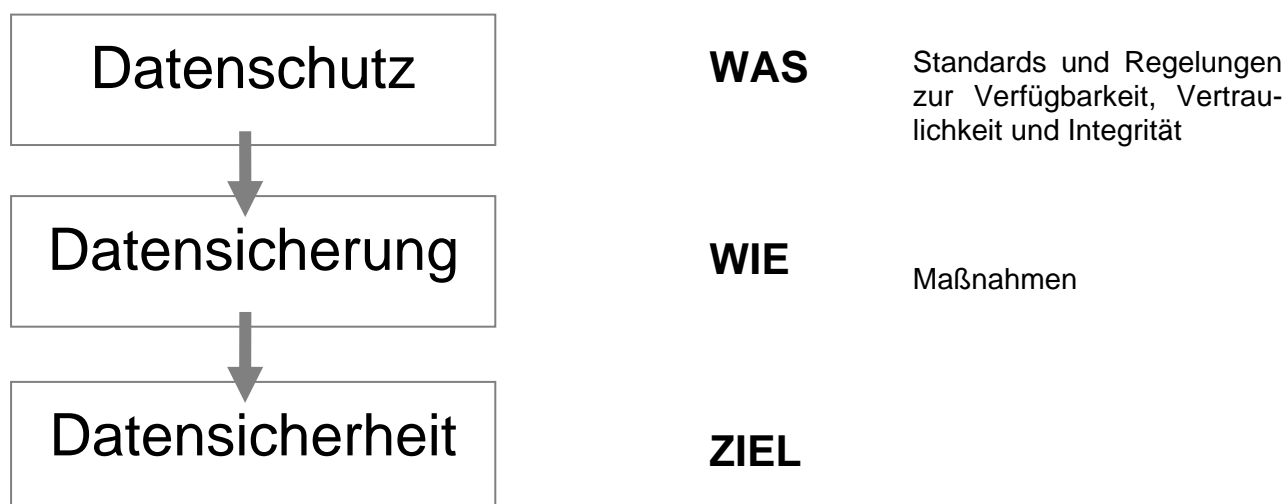 Datenschutz
WAS
Standards und Regelungen
zur Verfügbarkeit, Vertrau-
lichkeit und Integrität
Datensicherung
WIE
Maßnahmen
Datensicherheit
ZIEL